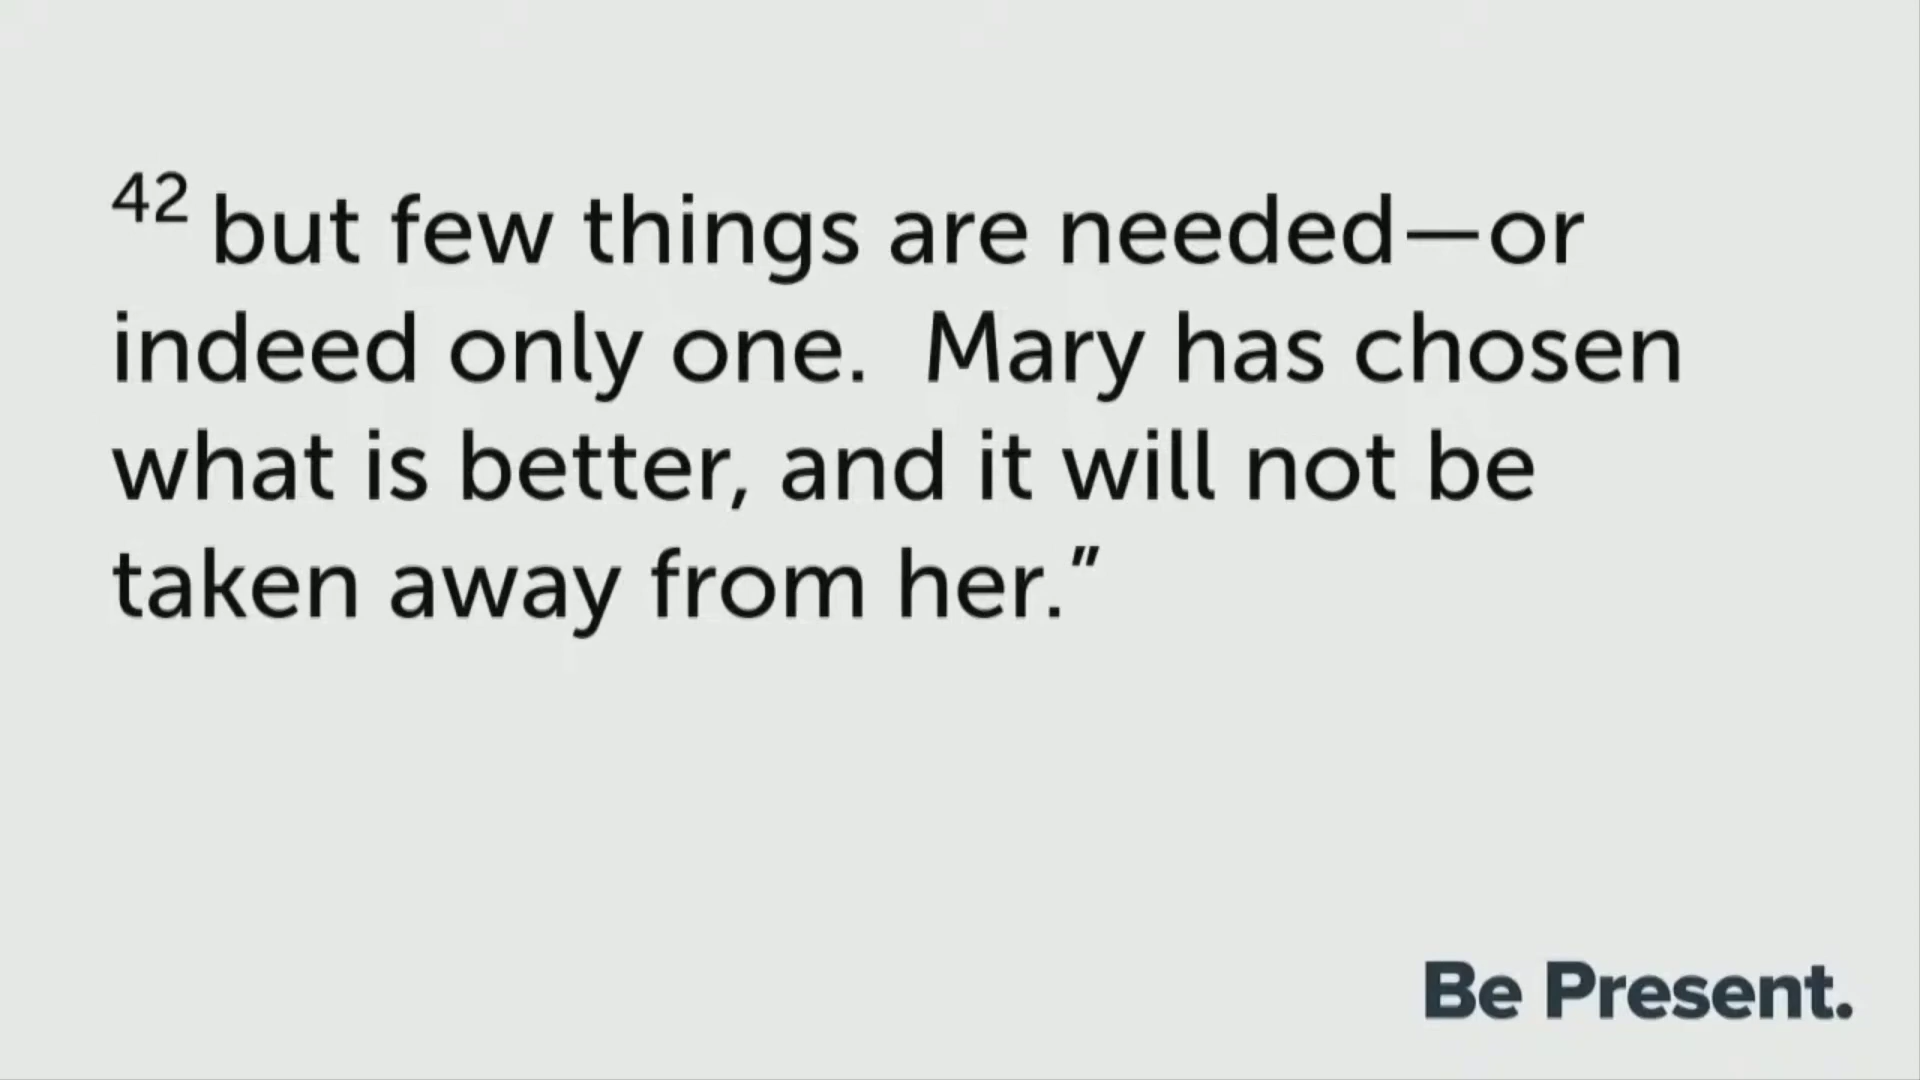 42 but few things are needed—or
indeed only one.  Mary has chosen
what is better, and it will not be
taken away from her.”
Be Present.